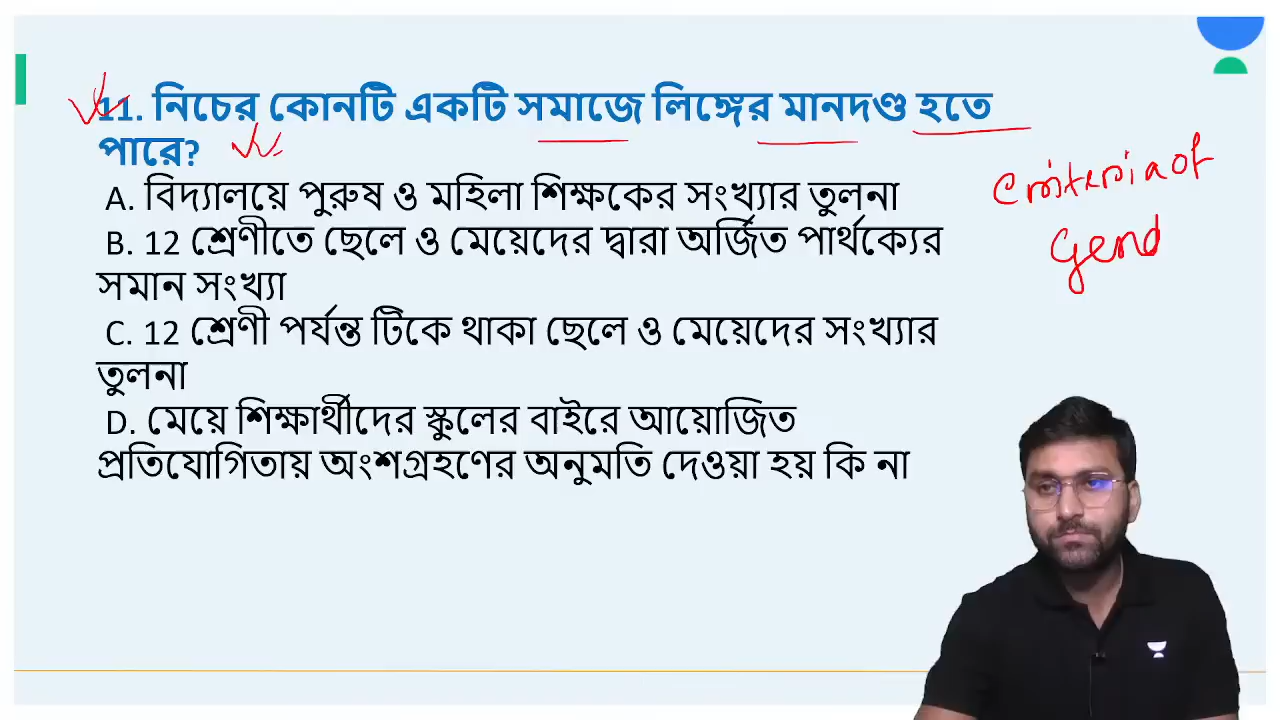 11. নিচের কোনটি একটি সমাজে লিঙ্গের মানদণ্ড হতে
পারে?
A. বিদ্যালয়ে পুরুষ ও মহিলা শিক্ষকের সংখ্যার তুলনা
B. 12 শ্রেণীতে ছেলে ও মেয়েদের দ্বারা অর্জিত পার্থক্যের
সমান সংখ্যা
C. 12 শ্রেণী পর্যন্ত টিকে থাকা ছেলে ও মেয়েদের সংখ্যার
তুলনা
D. মেয়ে শিক্ষার্থীদের স্কুলের বাইরে আয়োজিত
প্রতিযোগিতায় অংশগ্রহণের অনুমতি দেওয়া হয় কি না
of
Gend